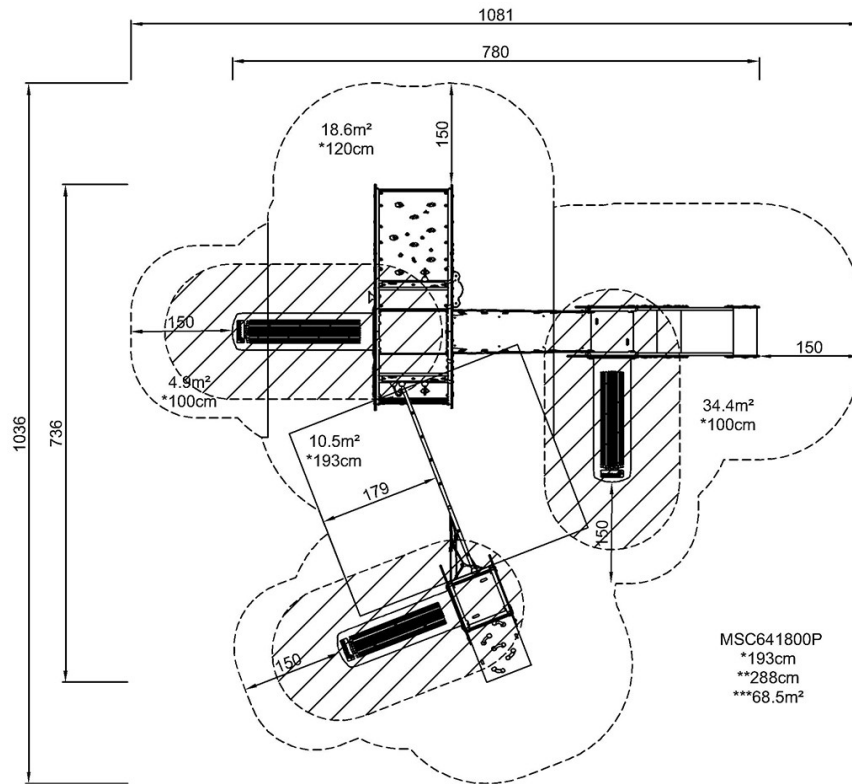 1081
780
18.6m²
*120cm
150
150
150
4.9m²
*100cm
34.4m²
*100cm
10.5m²
*193cm
1036
736
179
150
150
MSC641800P
*193cm
**288cm
***68.5m²